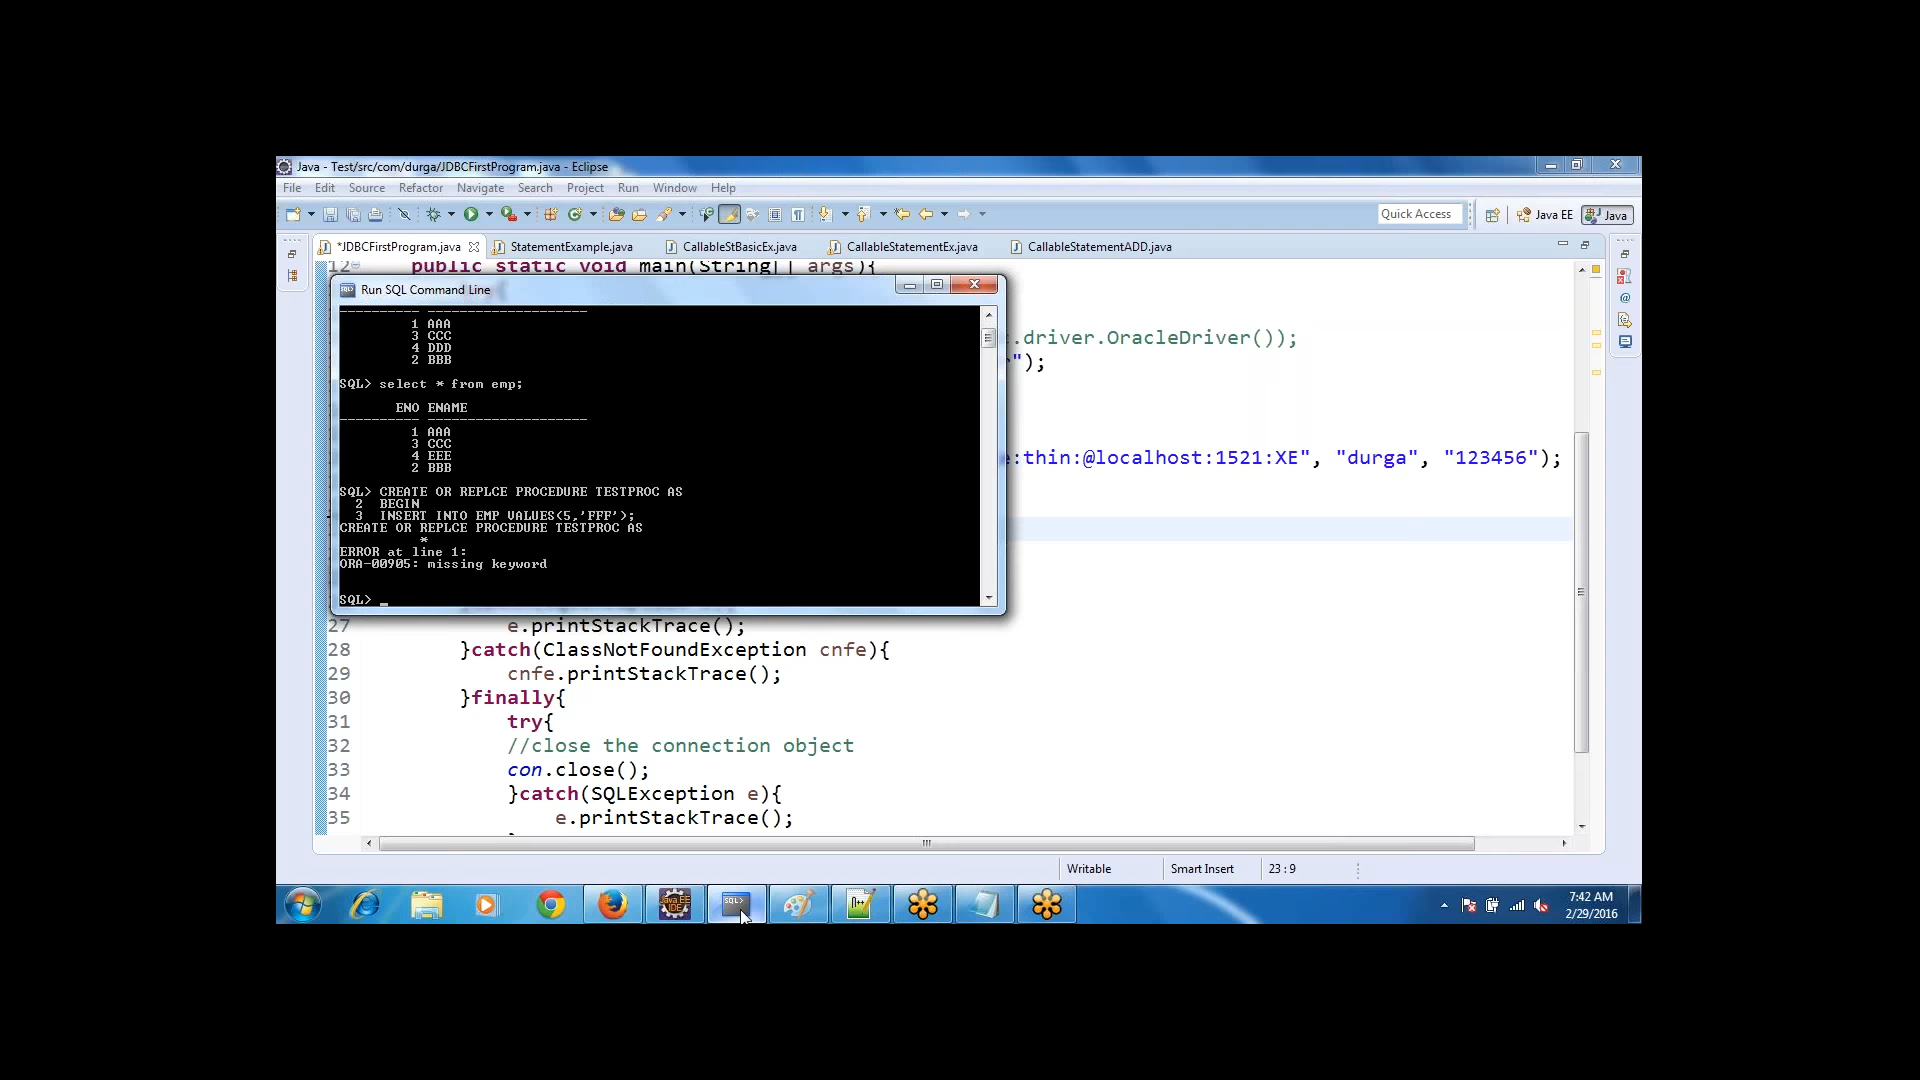 Java - Test/src/com/durga/JDBCFirstProgram.java - Eclipse
File Edit Source Refactor Navigate Search Project Run Window Help
Quick Access
Java EE
Java
*JDBCFirstProgram.java
StatementExample.java
CallableStBasicEx.java
CallableStatementEx.java
CallableStatementADD.java
12 public static void main(String[] args){
Run SQL Command Line
1 AAA
3 CCC
4 DDD
2 BBB
SQL> select * from emp;
ENO ENAME
1 AAA
3 CCC
4 EEE
2 BBB
SQL> CREATE OR REPLCE PROCEDURE TESTPROC AS
2 BEGIN
3 INSERT INTO EMP VALUES(5,'FFF');
CREATE OR REPLCE PROCEDURE TESTPROC AS
*
ERROR at line 1:
ORA-00905: missing keyword
SQL> _
.driver.OracleDriver());
");
:thin:@localhost:1521:XE", "durga", "123456");
27 e.printStackTrace();
28 }catch(ClassNotFoundException cnfe){
29 cnfe.printStackTrace();
30 }finally{
31 try{
32 //close the connection object
33 con.close();
34 }catch(SQLException e){
35 e.printStackTrace();
Writable
Smart Insert
23 : 9
7:42 AM
2/29/2016